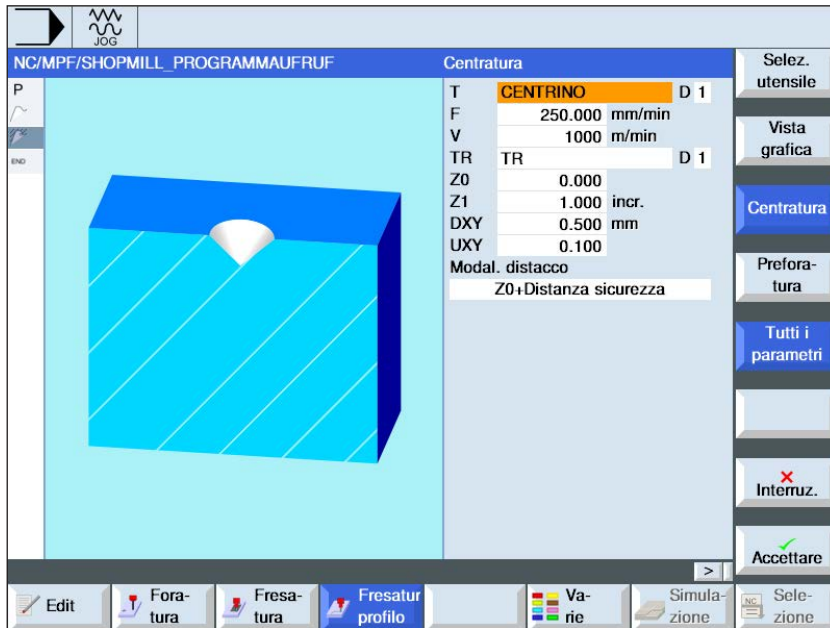 JOG
NC/MPF/SHOPMILL_PROGRAMMAUFRUF
Centratura
P
END
T CENTRINO D 1
F 250.000 mm/min
V 1000 m/min
TR TR D 1
Z0 0.000
Z1 1.000 incr.
DXY 0.500 mm
UXY 0.100
Modal. distacco
Z0+Distanza sicurezza
Selez.
utensile
Vista
grafica
Centratura
Prefora-
tura
Tutti i
parametri
Interruz.
Accettare
>
Edit
Fora-
tura
Fresa-
tura
Fresatur
profilo
Va-
rie
Simula-
zione
NC
Sele-
zione